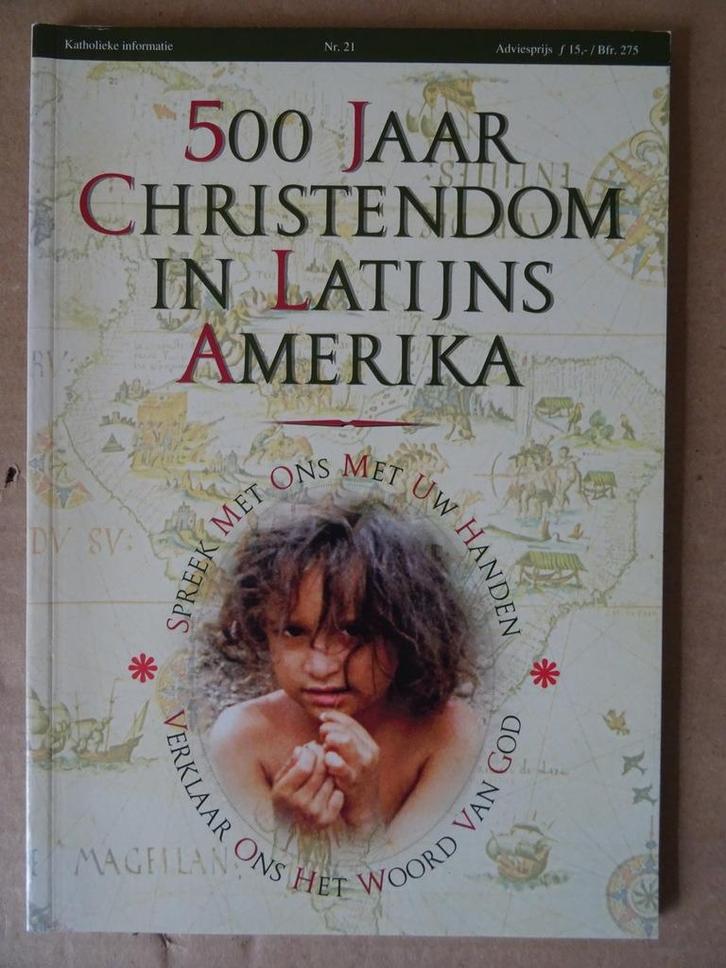 Katholieke informatie Nr. 21 Adviesprijs ƒ 15,- / Bfr. 275
500 JAAR
CHRISTENDOM
IN LATIJNS
AMERIKA
SPREEK MET ONS MET UW HANDEN
VERKLAAR ONS HET WOORD VAN GOD
DV SV:
MAGELLAN